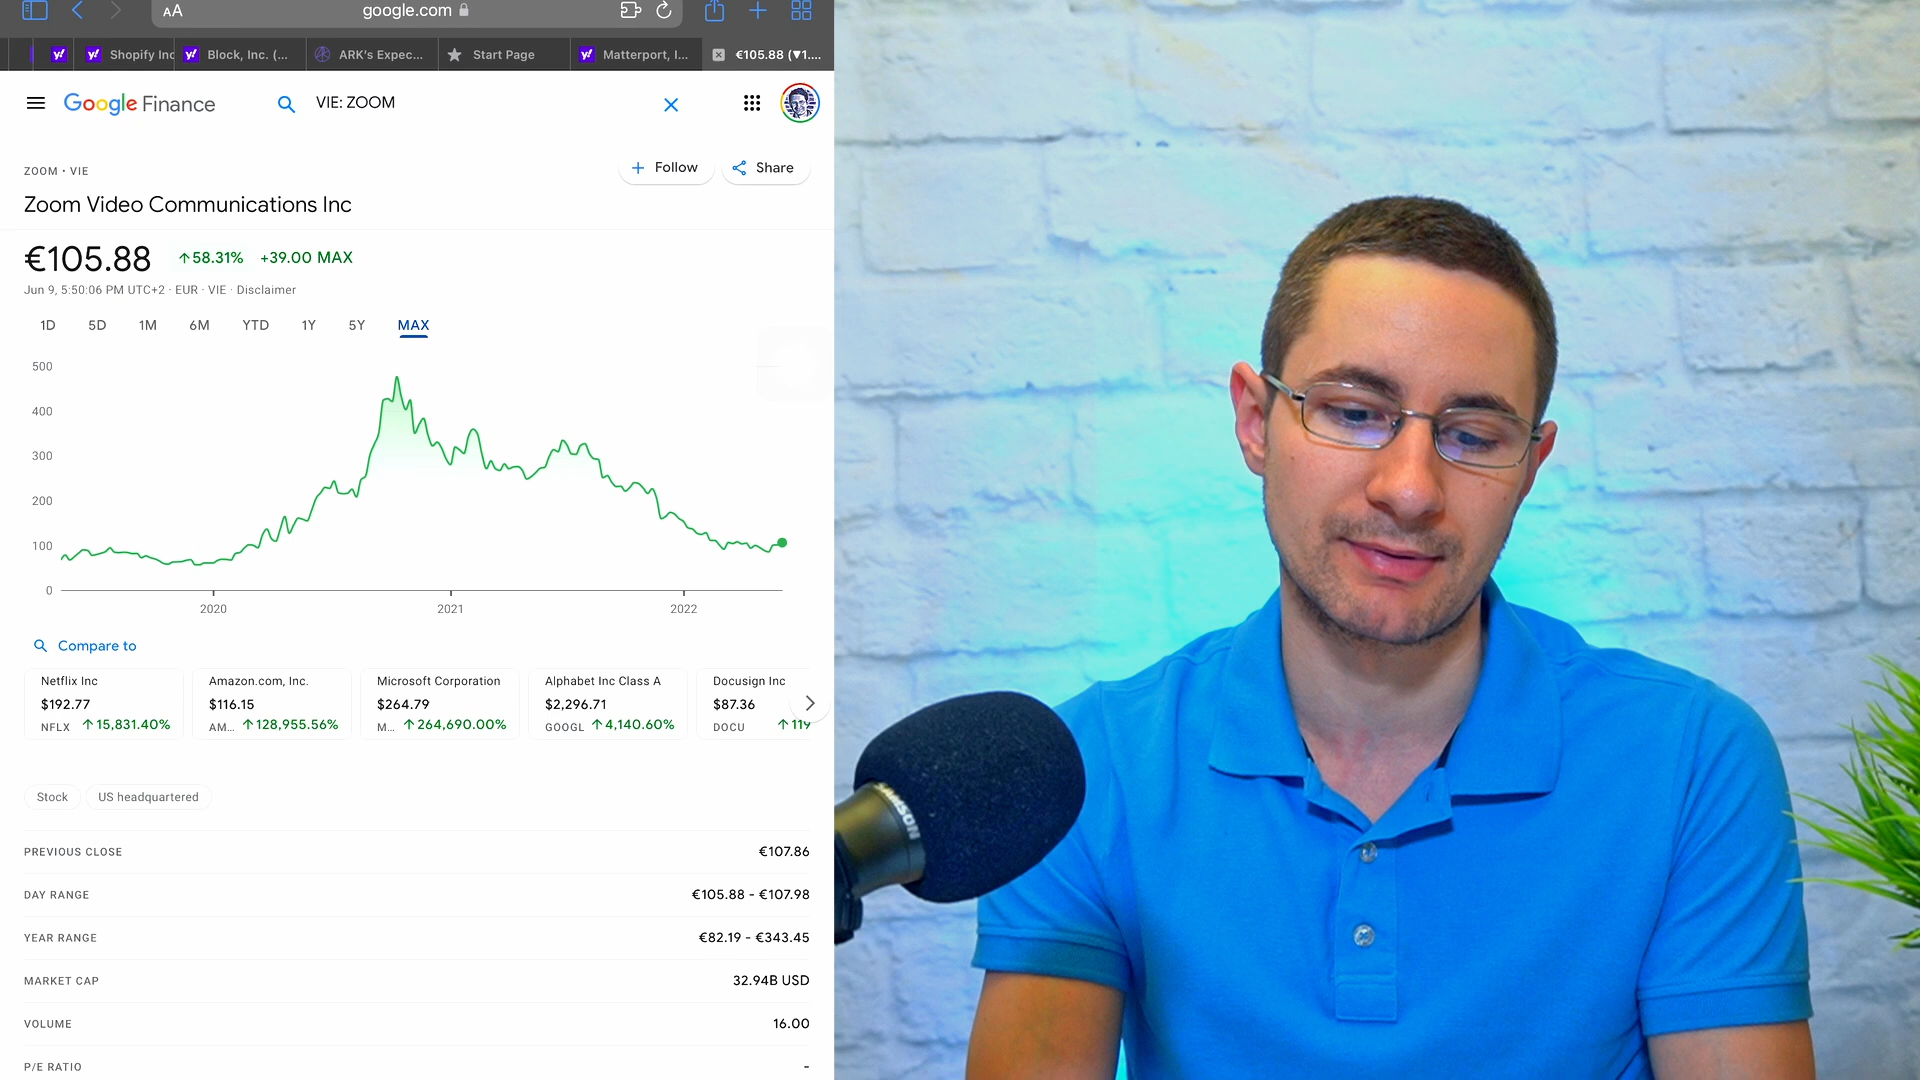 AA google.com
Shopify Inc Block, Inc. (... ARK's Expec... Start Page Matterport, I... €105.88 (▼1....
Google Finance VIE: ZOOM
ZOOM • VIE
Follow Share
Zoom Video Communications Inc
€105.88 ↑58.31% +39.00 MAX
Jun 9, 5:50:06 PM UTC+2 · EUR · VIE · Disclaimer
1D 5D 1M 6M YTD 1Y 5Y MAX
500
400
300
200
100
0
2020 2021 2022
Compare to
Netflix Inc
$192.77
NFLX ↑15,831.40%
Amazon.com, Inc.
$116.15
AM... ↑128,955.56%
Microsoft Corporation
$264.79
M... ↑264,690.00%
Alphabet Inc Class A
$2,296.71
GOOGL ↑4,140.60%
Docusign Inc
$87.36
DOCU ↑119
Stock US headquartered
PREVIOUS CLOSE €107.86
DAY RANGE €105.88 - €107.98
YEAR RANGE €82.19 - €343.45
MARKET CAP 32.94B USD
VOLUME 16.00
P/E RATIO -
SAMSON